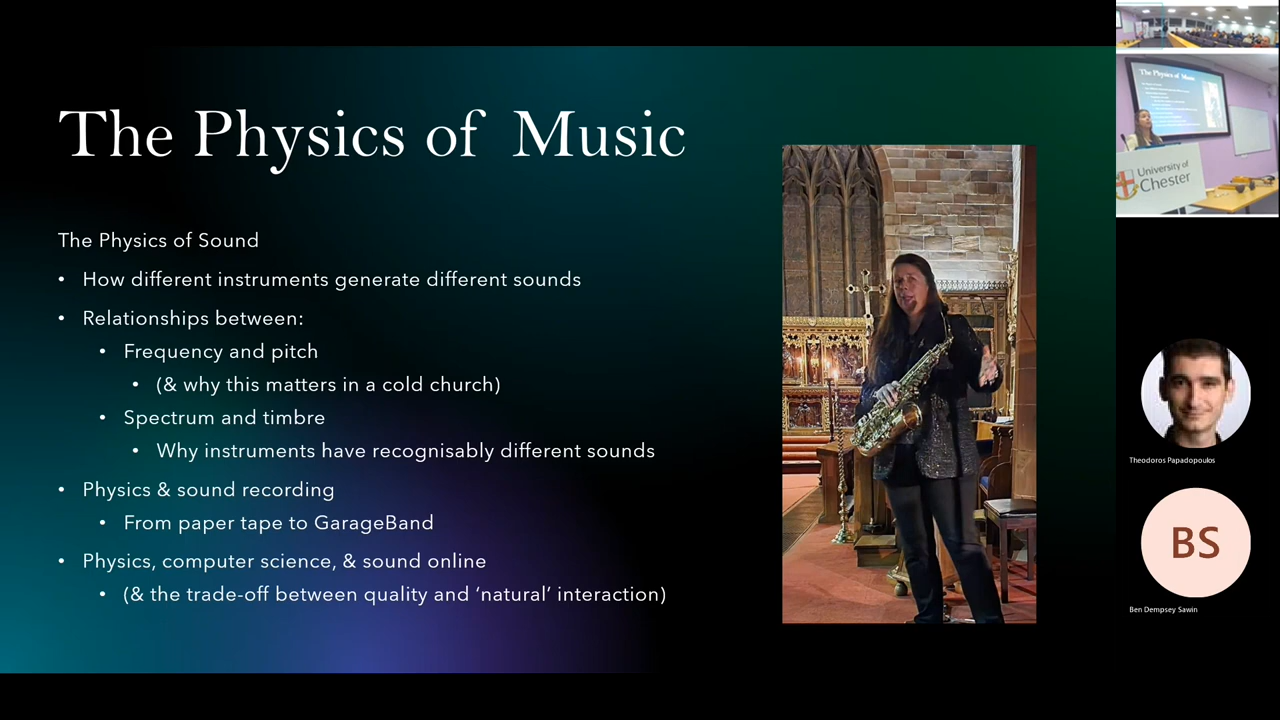 The Physics of Music
The Physics of Sound
• How different instruments generate different sounds
• Relationships between:
• Frequency and pitch
• (& why this matters in a cold church)
• Spectrum and timbre
• Why instruments have recognisably different sounds
• Physics & sound recording
• From paper tape to GarageBand
• Physics, computer science, & sound online
• (& the trade-off between quality and ‘natural’ interaction)
The Physics of Music
University of
Chester
Theodoros Papadopoulos
BS
Ben Dempsey Sawin